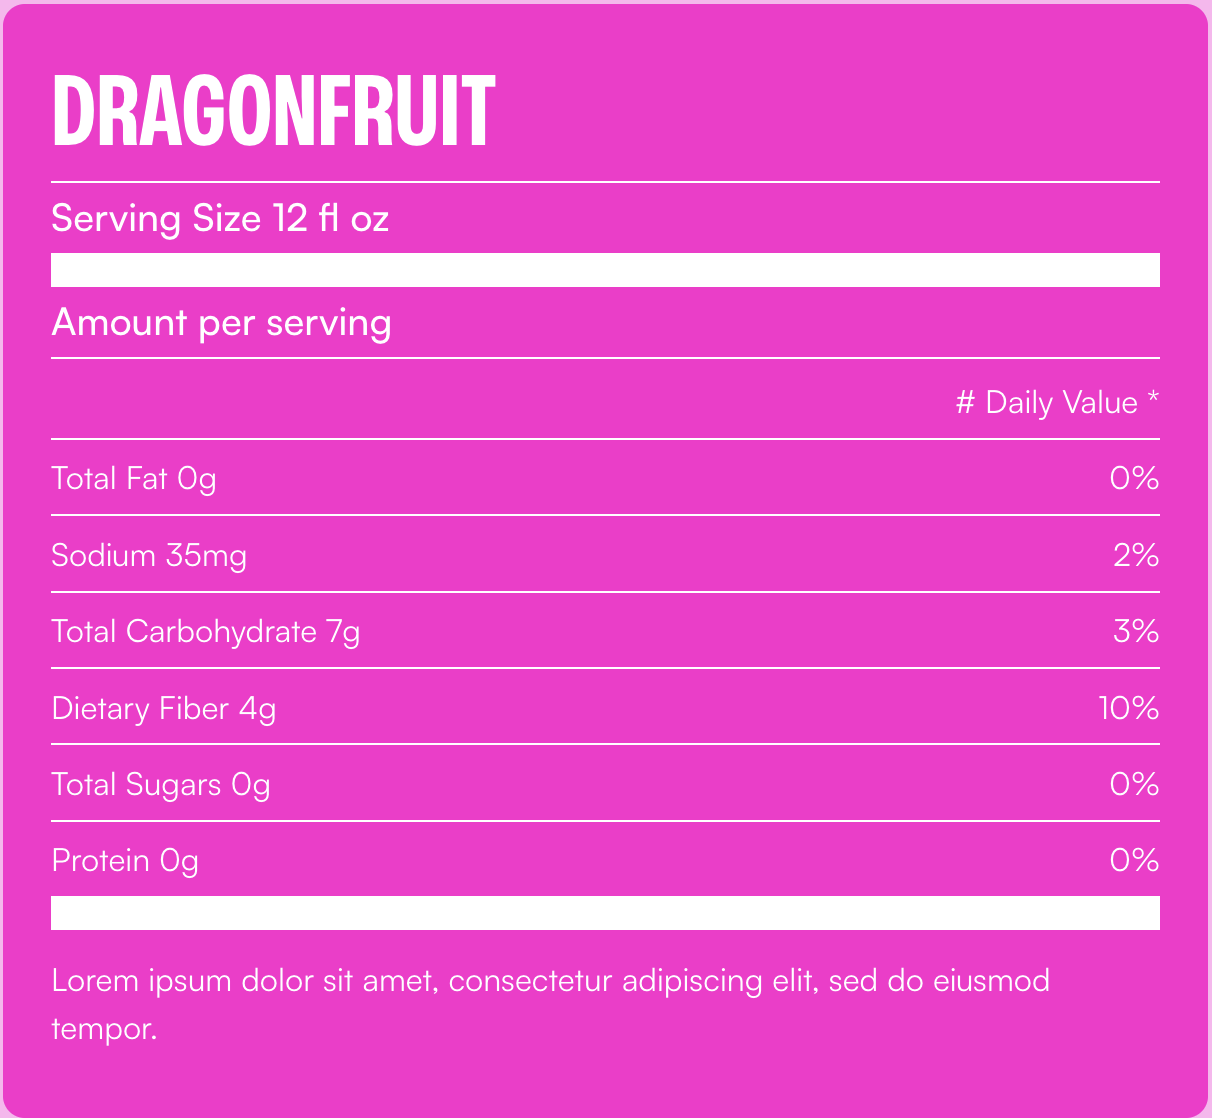 DRAGONFRUIT
Serving Size 12 fl oz
Amount per serving
# Daily Value *
Total Fat 0g 0%
Sodium 35mg 2%
Total Carbohydrate 7g 3%
Dietary Fiber 4g 10%
Total Sugars 0g 0%
Protein 0g 0%
Lorem ipsum dolor sit amet, consectetur adipiscing elit, sed do eiusmod
tempor.